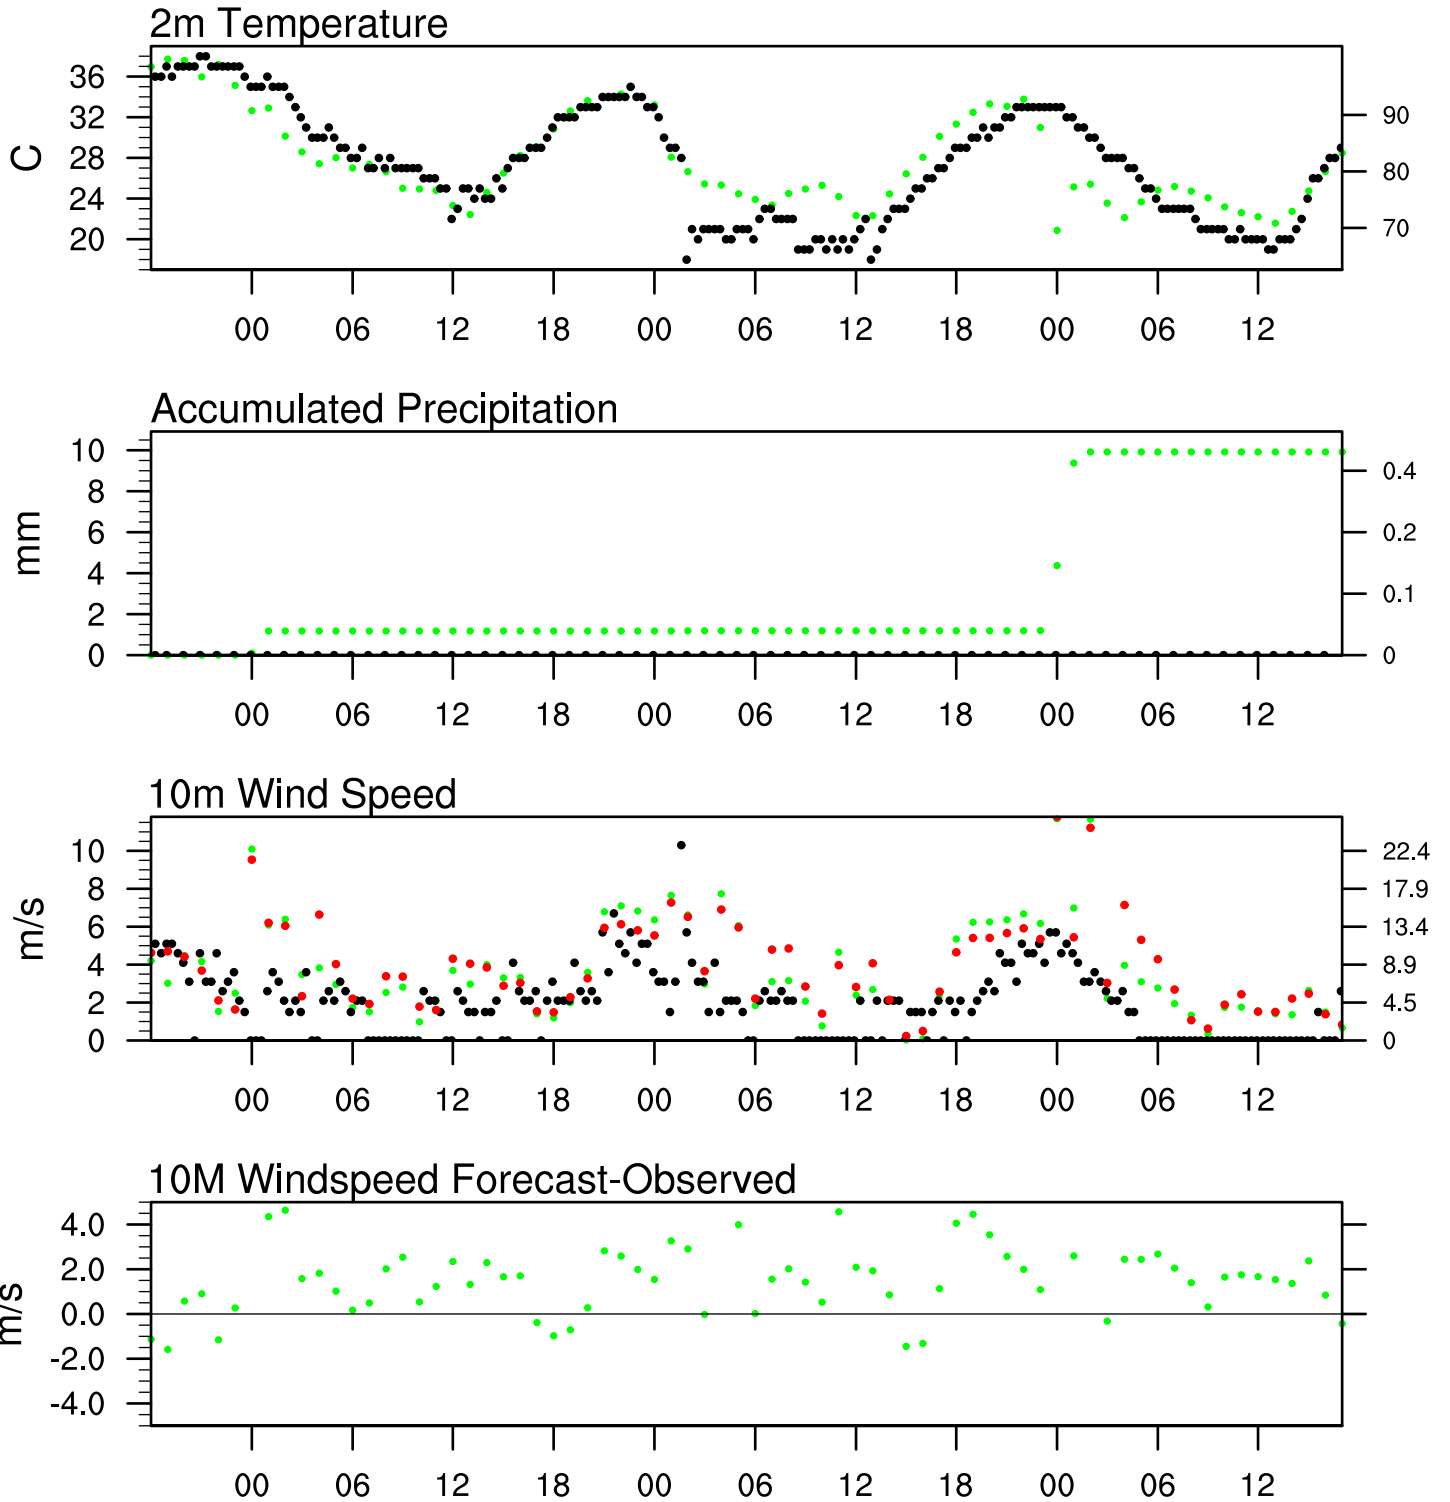 2m Temperature
36
32
28
24
20
C
90
80
70
00 06 12 18 00 06 12 18 00 06 12
Accumulated Precipitation
10
8
6
4
2
0
mm
0.4
0.2
0.1
0
00 06 12 18 00 06 12 18 00 06 12
10m Wind Speed
10
8
6
4
2
0
m/s
22.4
17.9
13.4
8.9
4.5
0
00 06 12 18 00 06 12 18 00 06 12
10M Windspeed Forecast-Observed
4.0
2.0
0.0
-2.0
-4.0
m/s
00 06 12 18 00 06 12 18 00 06 12